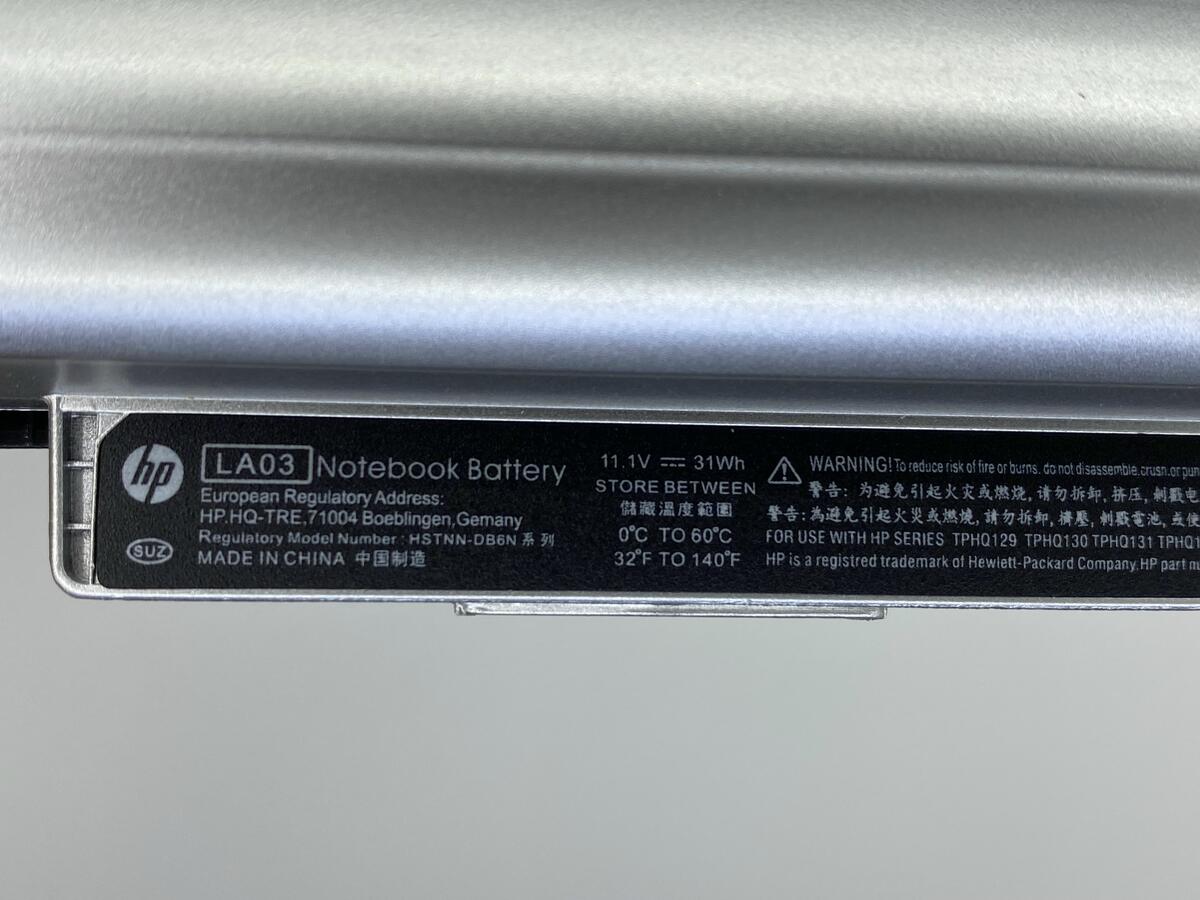 hp
LA03 Notebook Battery
European Regulatory Address:
HP.HQ-TRE,71004 Boeblingen,Gemany
Regulatory Model Number : HSTNN-DB6N 系列
SUZ
MADE IN CHINA 中国制造
11.1V ⎓ 31Wh
STORE BETWEEN
儲藏溫度範圍
0°C TO 60°C
32°F TO 140°F
WARNING! To reduce risk of fire or burns. do not disassemble, crush, or
警告: 为避免引起火灾或燃烧, 请勿拆卸, 挤压, 刺戳电
警告: 為避免引起火災或燃燒, 請勿拆卸, 擠壓, 刺戳電池, 或
FOR USE WITH HP SERIES TPHQ129 TPHQ130 TPHQ131
HP is a registred trademark of Hewlett-Packard Company. HP part